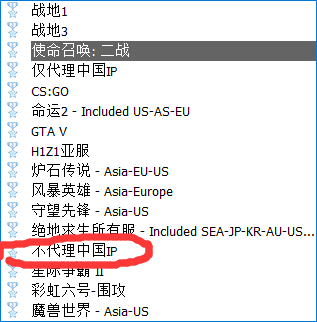 战地1
战地3
使命召唤: 二战
仅代理中国IP
CS:GO
命运2 - Included US-AS-EU
GTA V
H1Z1亚服
炉石传说 - Asia-EU-US
风暴英雄 - Asia-Europe
守望先锋 - Asia-US
绝地求生所有服 - Included SEA-JP-KR-AU-US...
不代理中国IP
星际争霸 II
彩虹六号-围攻
魔兽世界 - Asia-US